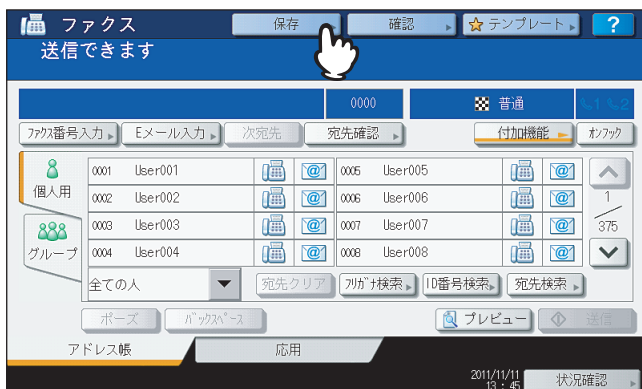 ファクス 保存 確認 テンプレート ?
送信できます
0000 普通 1 2
ファクス番号入力 Eメール入力 次宛先 宛先確認 付加機能 オンフック
個人用
グループ
0001 User001 0005 User005
0002 User002 0006 User006
0003 User003 0007 User007
0004 User004 0008 User008
1
375
全ての人 宛先クリア フリガナ検索 ID番号検索 宛先検索
ポーズ バックスペース プレビュー 送信
アドレス帳 応用
2011/11/11
13 : 45 状況確認